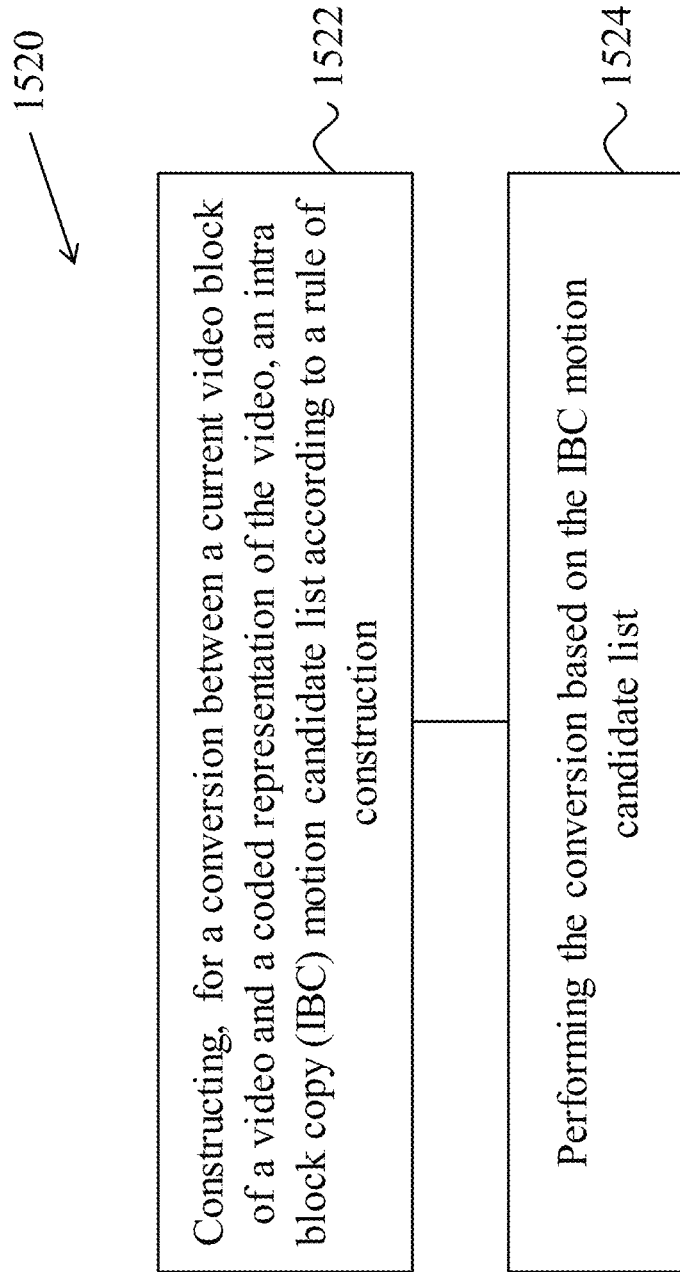 1520
Constructing, for a conversion between a current video block
of a video and a coded representation of the video, an intra
block copy (IBC) motion candidate list according to a rule of
construction
1522
Performing the conversion based on the IBC motion
candidate list
1524